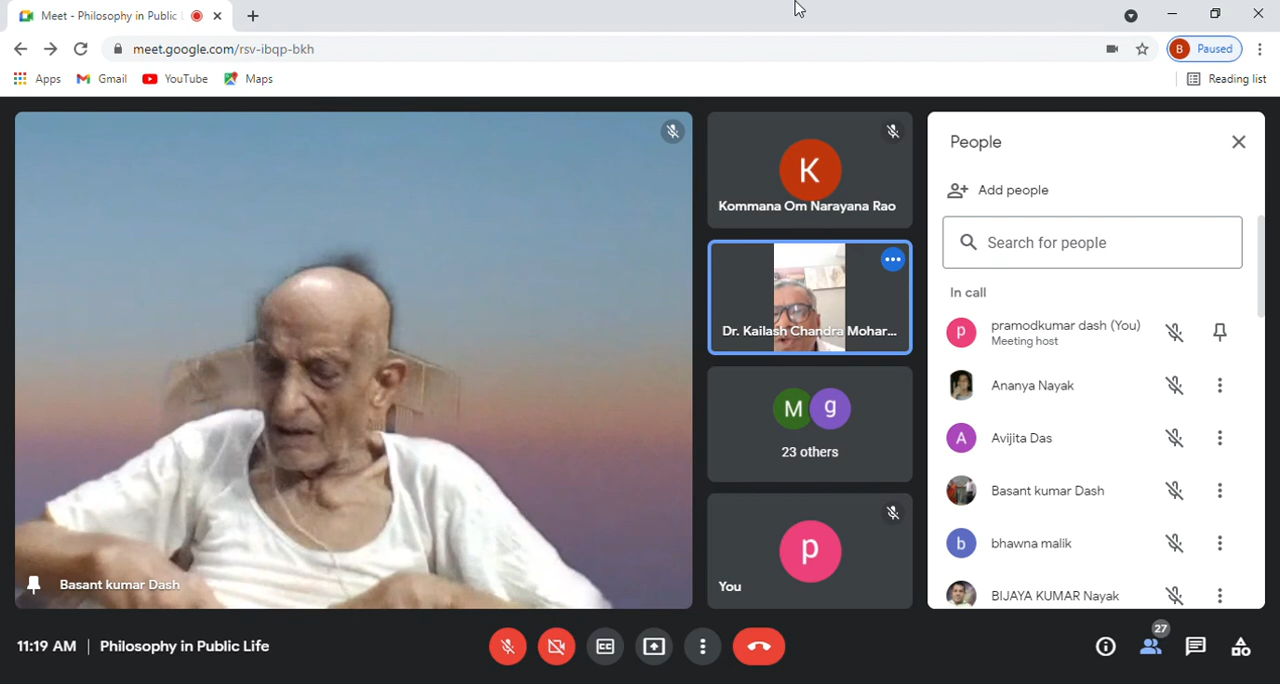 Meet - Philosophy in Public
meet.google.com/rsv-ibqp-bkh
B Paused
Apps Gmail YouTube Maps Reading list
K
Kommana Om Narayana Rao
Dr. Kailash Chandra Mohar...
M g
23 others
p
You
Basant kumar Dash
People
Add people
Search for people
In call
p pramodkumar dash (You)
Meeting host
Ananya Nayak
A Avijita Das
Basant kumar Dash
b bhawna malik
BIJAYA KUMAR Nayak
11:19 AM | Philosophy in Public Life
CC
27